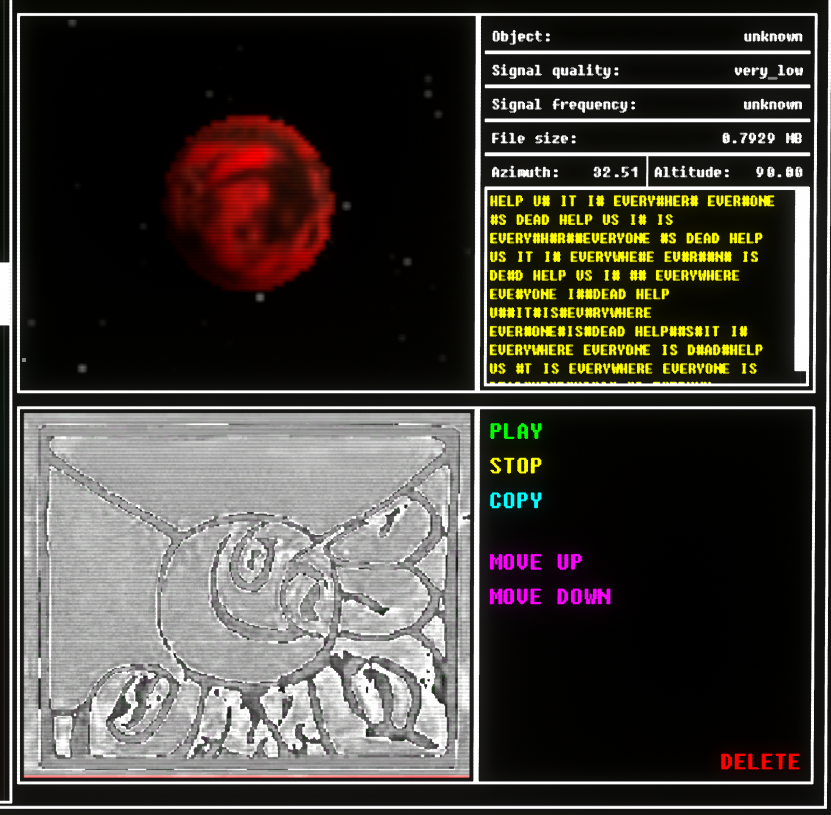 Object: unknown
Signal quality: very_low
Signal frequency: unknown
File size: 0.7929 MB
Azimuth: 32.51 Altitude: 90.00
HELP U# IT I# EVERY#HER# EVER#ONE
#S DEAD HELP US I# IS
EVERY#H#R##EVERYONE #S DEAD HELP
US IT I# EVERYWHE#E EV#R##N# IS
DE#D HELP US I# ## EVERYWHERE
EVE#YONE I##DEAD HELP
U##IT#IS#EV#RYWHERE
EVER#ONE#IS#DEAD HELP##S#IT I#
EVERYWHERE EVERYONE IS D#AD#HELP
US #T IS EVERYWHERE EVERYONE IS
PLAY
STOP
COPY
MOVE UP
MOVE DOWN
DELETE